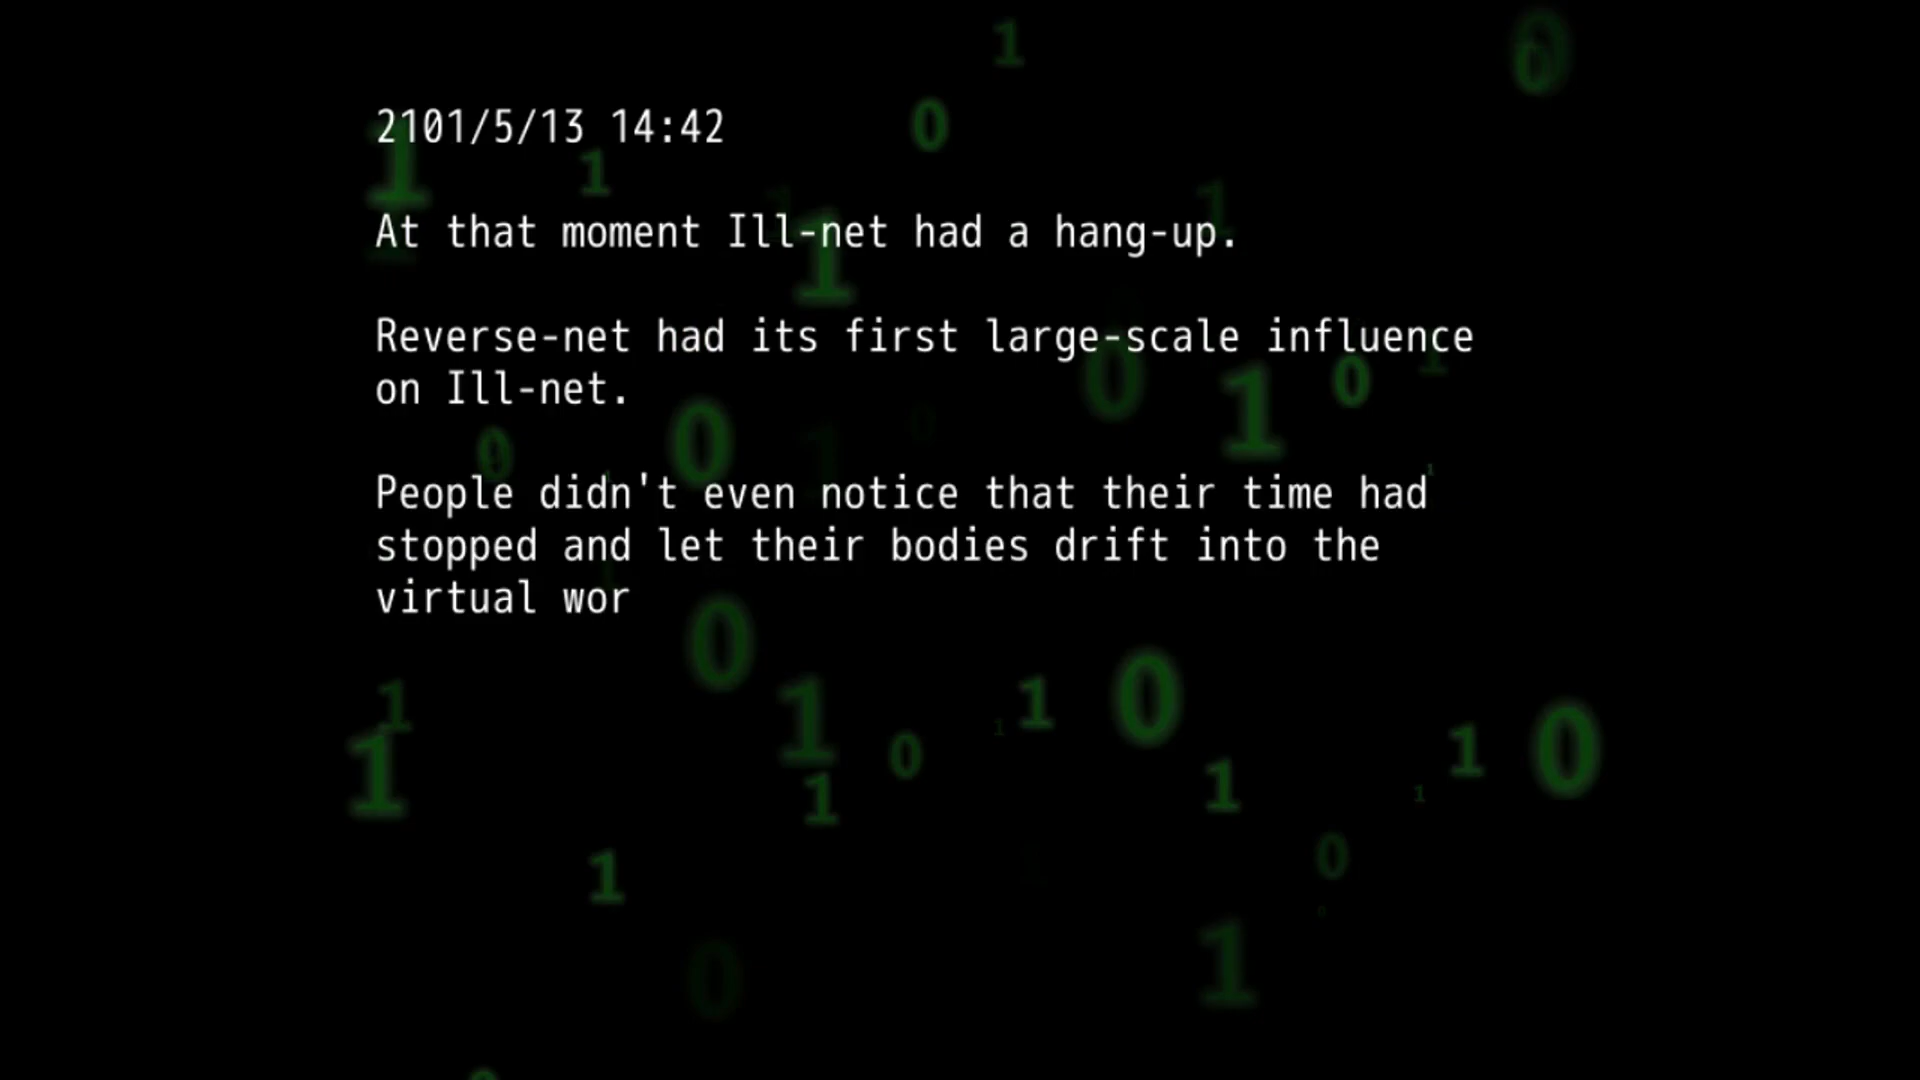 2101/5/13 14:42
At that moment Ill-net had a hang-up.
Reverse-net had its first large-scale influence
on Ill-net.
People didn't even notice that their time had
stopped and let their bodies drift into the
virtual wor